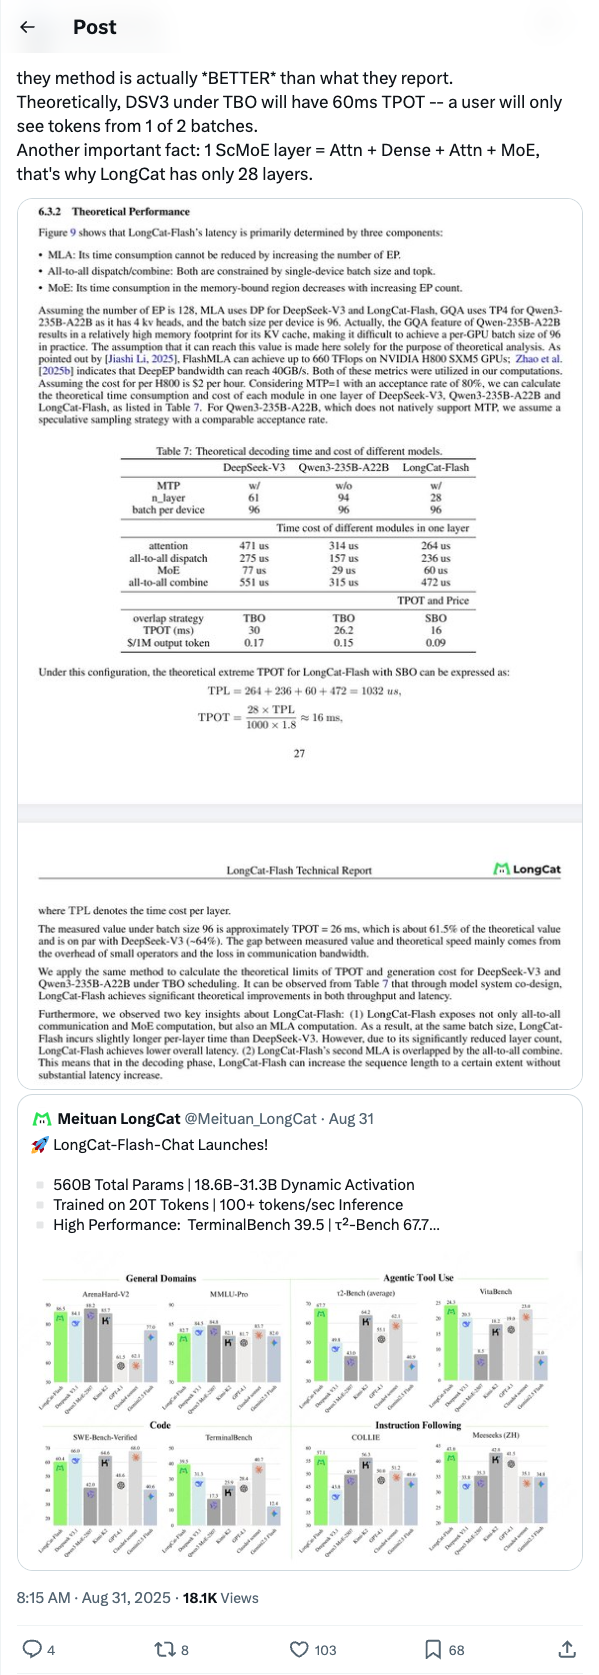 Post
they method is actually *BETTER* than what they report.
Theoretically, DSV3 under TBO will have 60ms TPOT -- a user will only
see tokens from 1 of 2 batches.
Another important fact: 1 ScMoE layer = Attn + Dense + Attn + MoE,
that's why LongCat has only 28 layers.
6.3.2 Theoretical Performance
Figure 9 shows that LongCat-Flash's latency is primarily determined by three components:
• MLA: Its time consumption cannot be reduced by increasing the number of EP.
• All-to-all dispatch/combine: Both are constrained by single-device batch size and topk.
• MoE: Its time consumption in the memory-bound region decreases with increasing EP count.
Assuming the number of EP is 128, MLA uses DP for DeepSeek-V3 and LongCat-Flash, GQA uses TP4 for Qwen3-
235B-A22B as it has 4 kv heads, and the batch size per device is 96. Actually, the GQA feature of Qwen-235B-A22B
results in a relatively high memory footprint for its KV cache, making it difficult to achieve a per-GPU batch size of 96
in practice. The assumption that it can reach this value is made here solely for the purpose of theoretical analysis. As
pointed out by [Jiashi Li, 2025], FlashMLA can achieve up to 660 TFlops on NVIDIA H800 SXM5 GPUs; Zhao et al.
[2025b] indicates that DeepEP bandwidth can reach 40GB/s. Both of these metrics were utilized in our computations.
Assuming the cost for per H800 is $2 per hour. Considering MTP=1 with an acceptance rate of 80%, we can calculate
the theoretical time consumption and cost of each module in one layer of DeepSeek-V3, Qwen3-235B-A22B and
LongCat-Flash, as listed in Table 7. For Qwen3-235B-A22B, which does not natively support MTP, we assume a
speculative sampling strategy with a comparable acceptance rate.
Table 7: Theoretical decoding time and cost of different models.
DeepSeek-V3 Qwen3-235B-A22B LongCat-Flash
MTP w/ w/o w/
n_layer 61 94 28
batch per device 96 96 96
Time cost of different modules in one layer
attention 471 us 314 us 264 us
all-to-all dispatch 275 us 157 us 236 us
MoE 77 us 29 us 60 us
all-to-all combine 551 us 315 us 472 us
TPOT and Price
overlap strategy TBO TBO SBO
TPOT (ms) 30 26.2 16
$/1M output token 0.17 0.15 0.09
Under this configuration, the theoretical extreme TPOT for LongCat-Flash with SBO can be expressed as:
TPL = 264 + 236 + 60 + 472 = 1032 us,
TPOT = 28 × TPL / 1000 × 1.8 ≈ 16 ms,
27
LongCat-Flash Technical Report LongCat
where TPL denotes the time cost per layer.
The measured value under batch size 96 is approximately TPOT = 26 ms, which is about 61.5% of the theoretical value
and is on par with DeepSeek-V3 (~64%). The gap between measured value and theoretical speed mainly comes from
the overhead of small operators and the loss in communication bandwidth.
We apply the same method to calculate the theoretical limits of TPOT and generation cost for DeepSeek-V3 and
Qwen3-235B-A22B under TBO scheduling. It can be observed from Table 7 that through model system co-design,
LongCat-Flash achieves significant theoretical improvements in both throughput and latency.
Furthermore, we observed two key insights about LongCat-Flash: (1) LongCat-Flash exposes not only all-to-all
communication and MoE computation, but also an MLA computation. As a result, at the same batch size, LongCat-
Flash incurs slightly longer per-layer time than DeepSeek-V3. However, due to its significantly reduced layer count,
LongCat-Flash achieves lower overall latency. (2) LongCat-Flash's second MLA is overlapped by the all-to-all combine.
This means that in the decoding phase, LongCat-Flash can increase the sequence length to a certain extent without
substantial latency increase.
Meituan LongCat @Meituan_LongCat · Aug 31
🚀 LongCat-Flash-Chat Launches!
560B Total Params | 18.6B-31.3B Dynamic Activation
Trained on 20T Tokens | 100+ tokens/sec Inference
High Performance: TerminalBench 39.5 | τ²-Bench 67.7...
General Domains Agentic Tool Use
ArenaHard-V2 MMLU-Pro τ2-Bench (average) VitaBench
Code Instruction Following
SWE-Bench-Verified TerminalBench COLLIE Meeseeks (ZH)
8:15 AM · Aug 31, 2025 · 18.1K Views
4 8 103 68